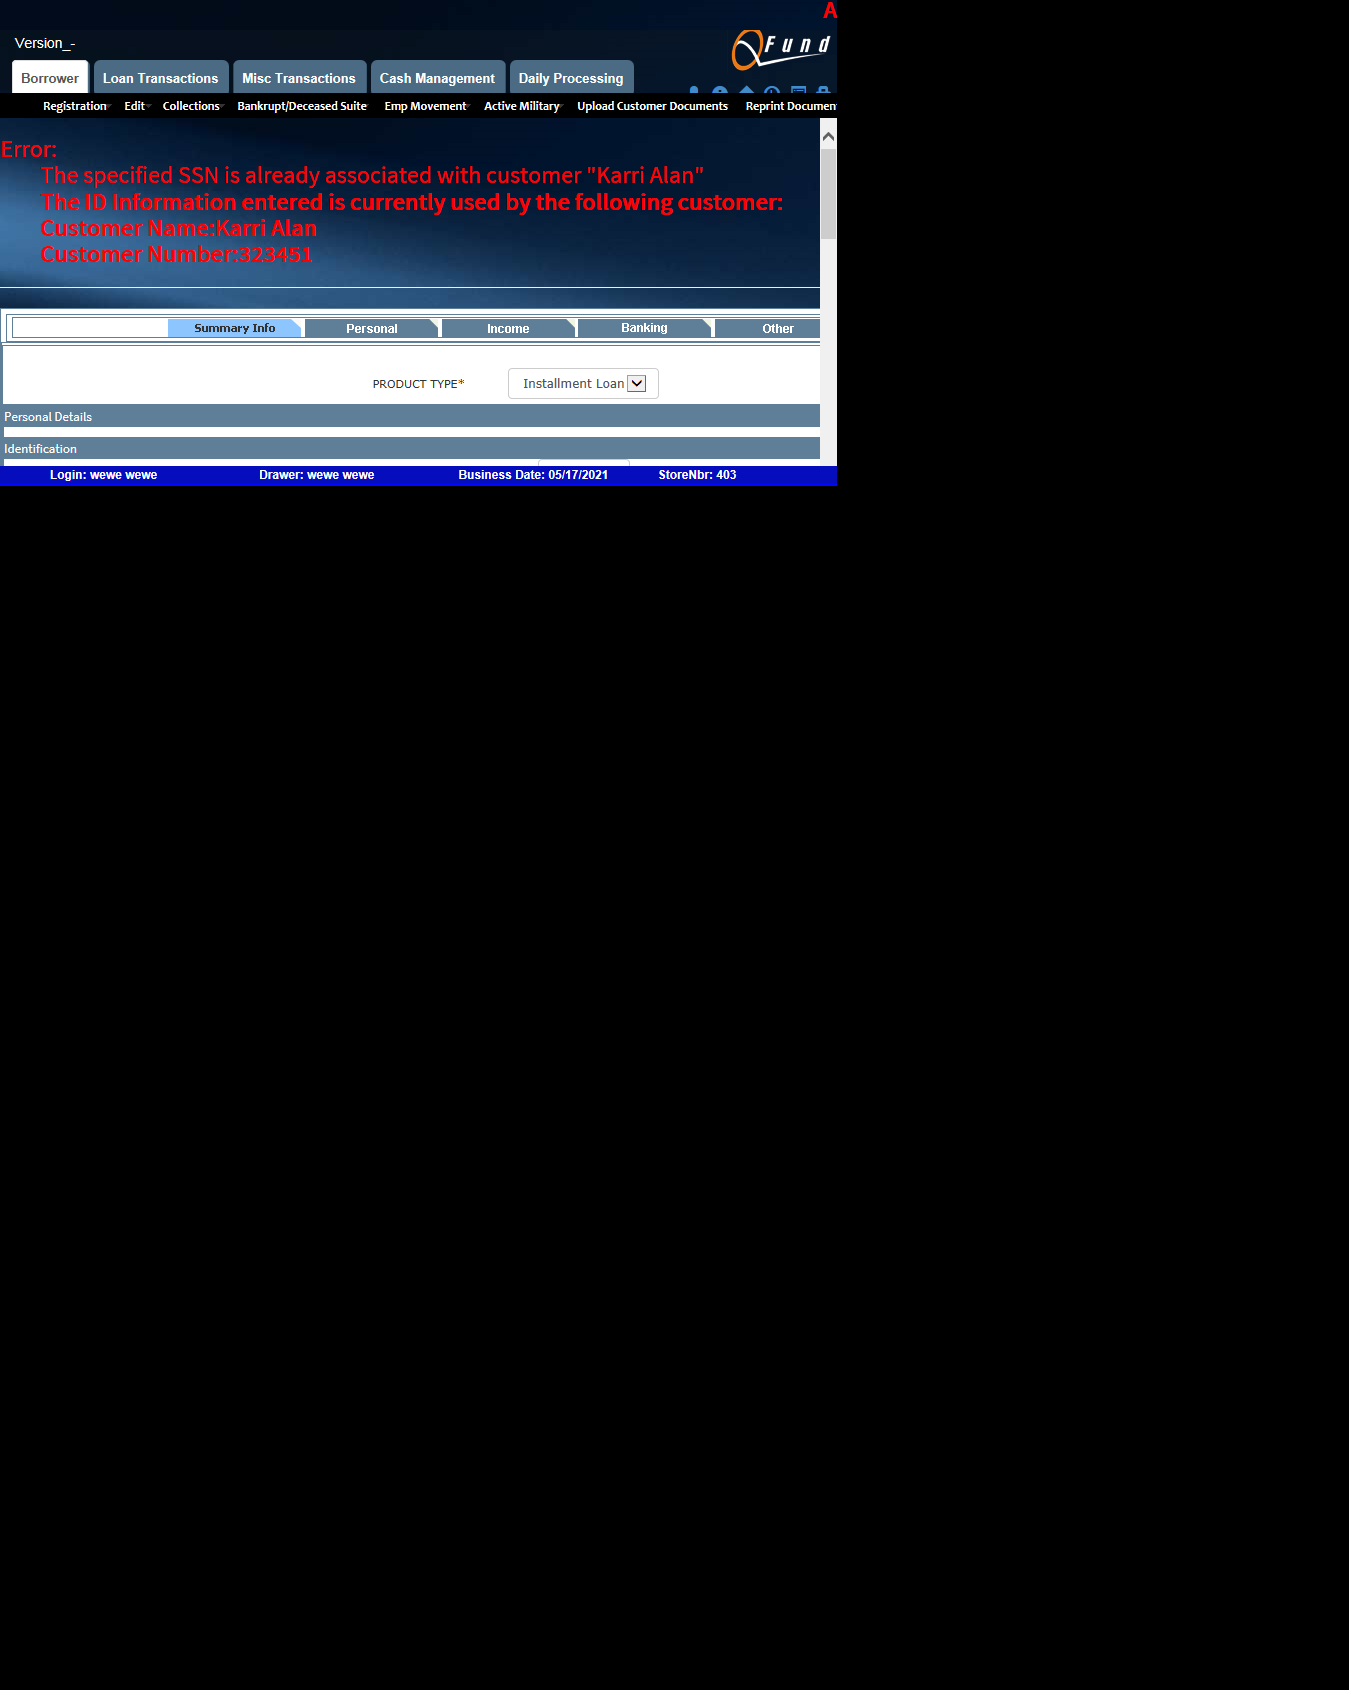 A
Version_-
Fund
Borrower Loan Transactions Misc Transactions Cash Management Daily Processing
Registration Edit Collections Bankrupt/Deceased Suite Emp Movement Active Military Upload Customer Documents Reprint Documen
Error:
The specified SSN is already associated with customer "Karri Alan"
The ID Information entered is currently used by the following customer:
Customer Name:Karri Alan
Customer Number:323451
Summary Info Personal Income Banking Other
PRODUCT TYPE* Installment Loan
Personal Details
Identification
Login: wewe wewe Drawer: wewe wewe Business Date: 05/17/2021 StoreNbr: 403